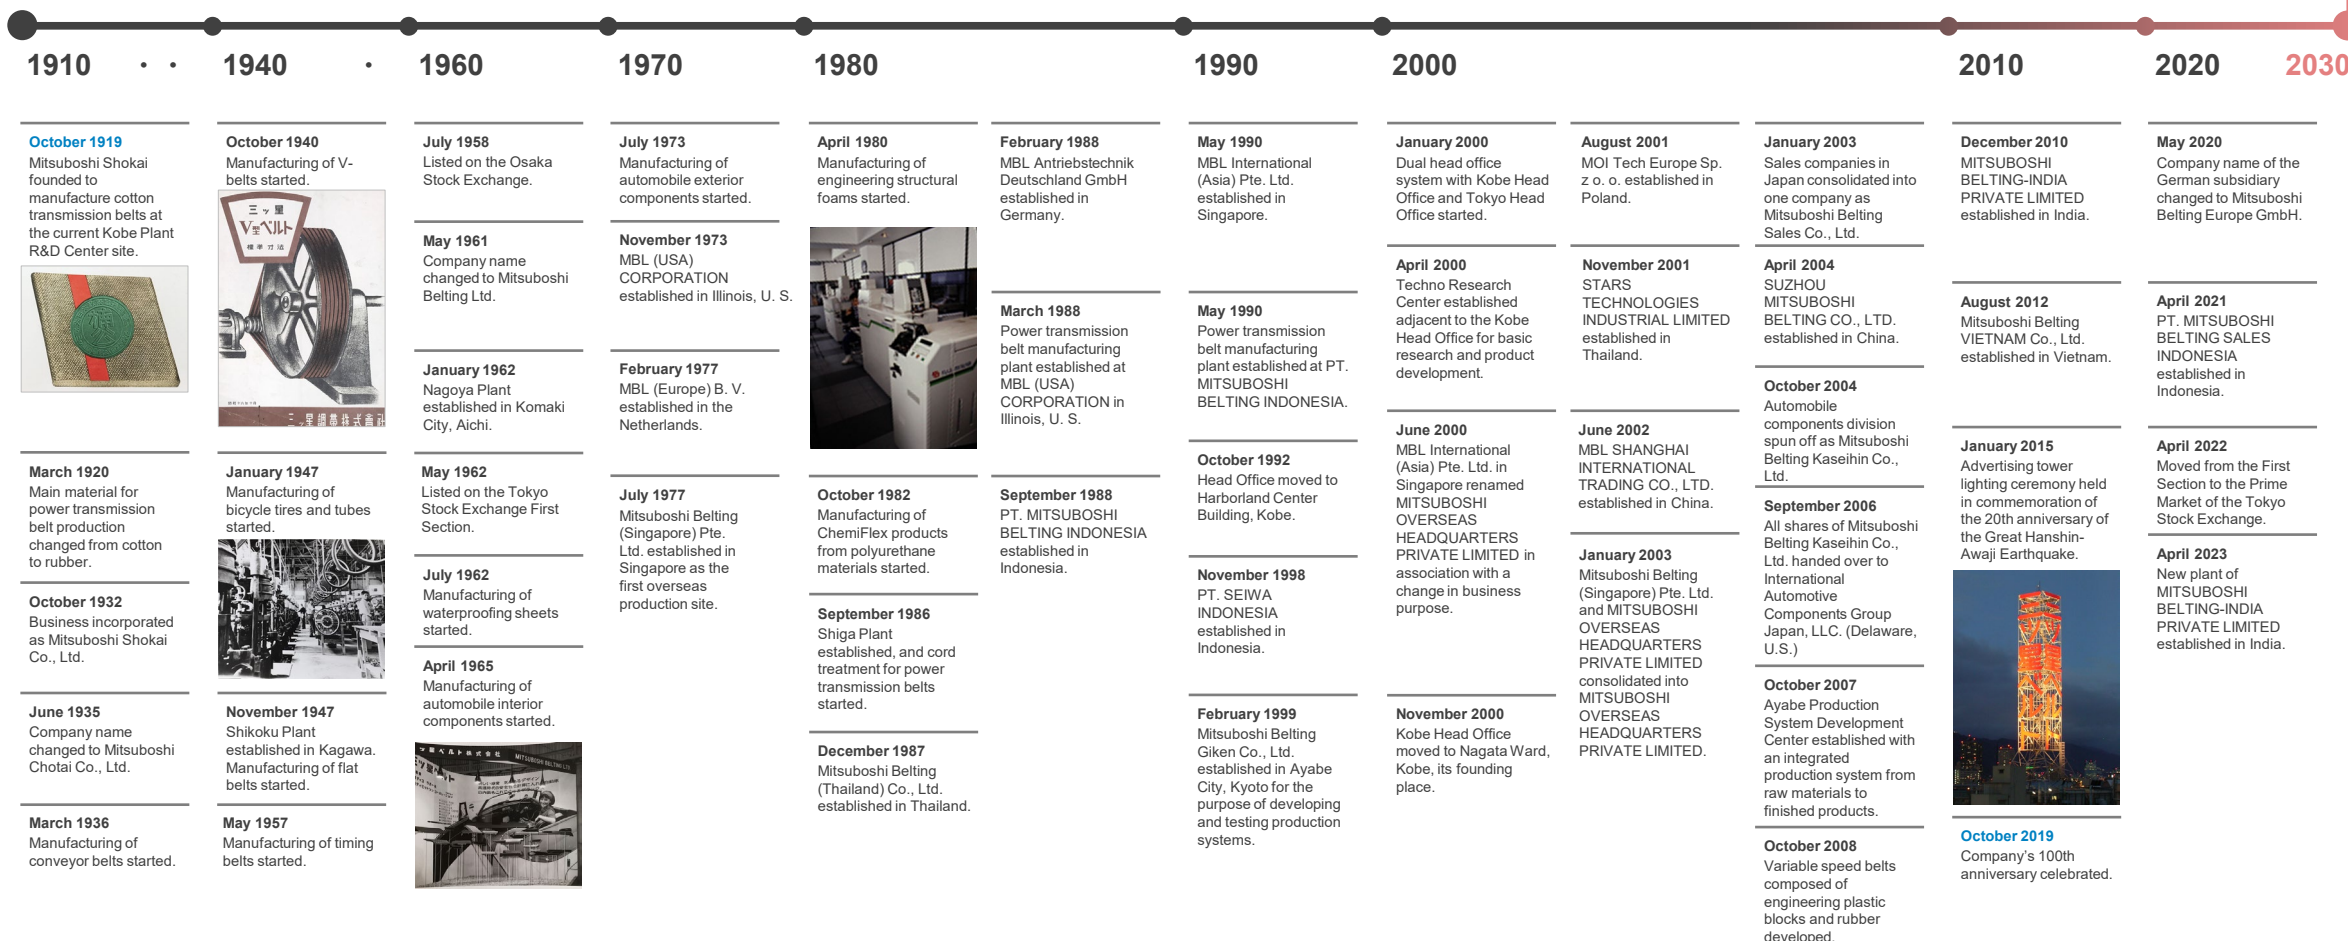 1910 • • 1940 • 1960 1970 1980 1990 2000 2010 2020 2030
October 1919
Mitsuboshi Shokai
founded to
manufacture cotton
transmission belts at
the current Kobe Plant
R&D Center site.
March 1920
Main material for
power transmission
belt production
changed from cotton
to rubber.
October 1932
Business incorporated
as Mitsuboshi Shokai
Co., Ltd.
June 1935
Company name
changed to Mitsuboshi
Chotai Co., Ltd.
March 1936
Manufacturing of
conveyor belts started.
October 1940
Manufacturing of V-
belts started.
三ッ星
V型ベルト
標準寸法
January 1947
Manufacturing of
bicycle tires and tubes
started.
November 1947
Shikoku Plant
established in Kagawa.
Manufacturing of flat
belts started.
May 1957
Manufacturing of timing
belts started.
July 1958
Listed on the Osaka
Stock Exchange.
May 1961
Company name
changed to Mitsuboshi
Belting Ltd.
January 1962
Nagoya Plant
established in Komaki
City, Aichi.
May 1962
Listed on the Tokyo
Stock Exchange First
Section.
July 1962
Manufacturing of
waterproofing sheets
started.
April 1965
Manufacturing of
automobile interior
components started.
ッ星ベルト株式会社
MITSUBOSHI BELTING LTD
July 1973
Manufacturing of
automobile exterior
components started.
November 1973
MBL (USA)
CORPORATION
established in Illinois, U. S.
February 1977
MBL (Europe) B. V.
established in the
Netherlands.
July 1977
Mitsuboshi Belting
(Singapore) Pte.
Ltd. established in
Singapore as the
first overseas
production site.
April 1980
Manufacturing of
engineering structural
foams started.
October 1982
Manufacturing of
ChemiFlex products
from polyurethane
materials started.
September 1986
Shiga Plant
established, and cord
treatment for power
transmission belts
started.
December 1987
Mitsuboshi Belting
(Thailand) Co., Ltd.
established in Thailand.
February 1988
MBL Antriebstechnik
Deutschland GmbH
established in
Germany.
March 1988
Power transmission
belt manufacturing
plant established at
MBL (USA)
CORPORATION in
Illinois, U. S.
September 1988
PT. MITSUBOSHI
BELTING INDONESIA
established in
Indonesia.
May 1990
MBL International
(Asia) Pte. Ltd.
established in
Singapore.
May 1990
Power transmission
belt manufacturing
plant established at PT.
MITSUBOSHI
BELTING INDONESIA.
October 1992
Head Office moved to
Harborland Center
Building, Kobe.
November 1998
PT. SEIWA
INDONESIA
established in
Indonesia.
February 1999
Mitsuboshi Belting
Giken Co., Ltd.
established in Ayabe
City, Kyoto for the
purpose of developing
and testing production
systems.
January 2000
Dual head office
system with Kobe Head
Office and Tokyo Head
Office started.
April 2000
Techno Research
Center established
adjacent to the Kobe
Head Office for basic
research and product
development.
June 2000
MBL International
(Asia) Pte. Ltd. in
Singapore renamed
MITSUBOSHI
OVERSEAS
HEADQUARTERS
PRIVATE LIMITED in
association with a
change in business
purpose.
November 2000
Kobe Head Office
moved to Nagata Ward,
Kobe, its founding
place.
August 2001
MOI Tech Europe Sp.
z o. o. established in
Poland.
November 2001
STARS
TECHNOLOGIES
INDUSTRIAL LIMITED
established in
Thailand.
June 2002
MBL SHANGHAI
INTERNATIONAL
TRADING CO., LTD.
established in China.
January 2003
Mitsuboshi Belting
(Singapore) Pte. Ltd.
and MITSUBOSHI
OVERSEAS
HEADQUARTERS
PRIVATE LIMITED
consolidated into
MITSUBOSHI
OVERSEAS
HEADQUARTERS
PRIVATE LIMITED.
January 2003
Sales companies in
Japan consolidated into
one company as
Mitsuboshi Belting
Sales Co., Ltd.
April 2004
SUZHOU
MITSUBOSHI
BELTING CO., LTD.
established in China.
October 2004
Automobile
components division
spun off as Mitsuboshi
Belting Kaseihin Co.,
Ltd.
September 2006
All shares of Mitsuboshi
Belting Kaseihin Co.,
Ltd. handed over to
International
Automotive
Components Group
Japan, LLC. (Delaware,
U.S.)
October 2007
Ayabe Production
System Development
Center established with
an integrated
production system from
raw materials to
finished products.
October 2008
Variable speed belts
composed of
engineering plastic
blocks and rubber
developed.
December 2010
MITSUBOSHI
BELTING-INDIA
PRIVATE LIMITED
established in India.
August 2012
Mitsuboshi Belting
VIETNAM Co., Ltd.
established in Vietnam.
January 2015
Advertising tower
lighting ceremony held
in commemoration of
the 20th anniversary of
the Great Hanshin-
Awaji Earthquake.
October 2019
Company’s 100th
anniversary celebrated.
May 2020
Company name of the
German subsidiary
changed to Mitsuboshi
Belting Europe GmbH.
April 2021
PT. MITSUBOSHI
BELTING SALES
INDONESIA
established in
Indonesia.
April 2022
Moved from the First
Section to the Prime
Market of the Tokyo
Stock Exchange.
April 2023
New plant of
MITSUBOSHI
BELTING-INDIA
PRIVATE LIMITED
established in India.